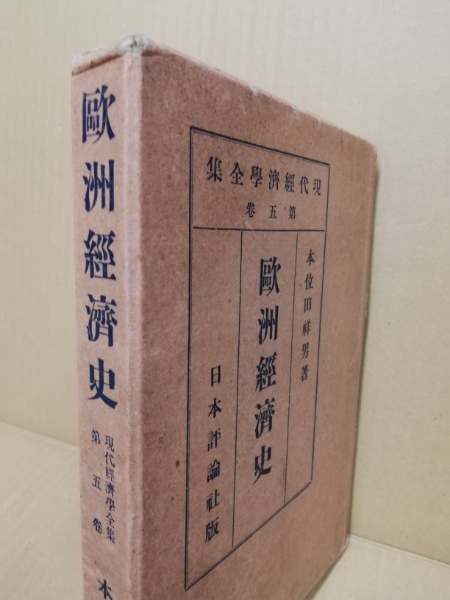 歐洲經濟史
現代經濟學全集
第五卷
本
集全學濟經代現
卷五第
本位田祥男著
歐洲經濟史
日本評論社版